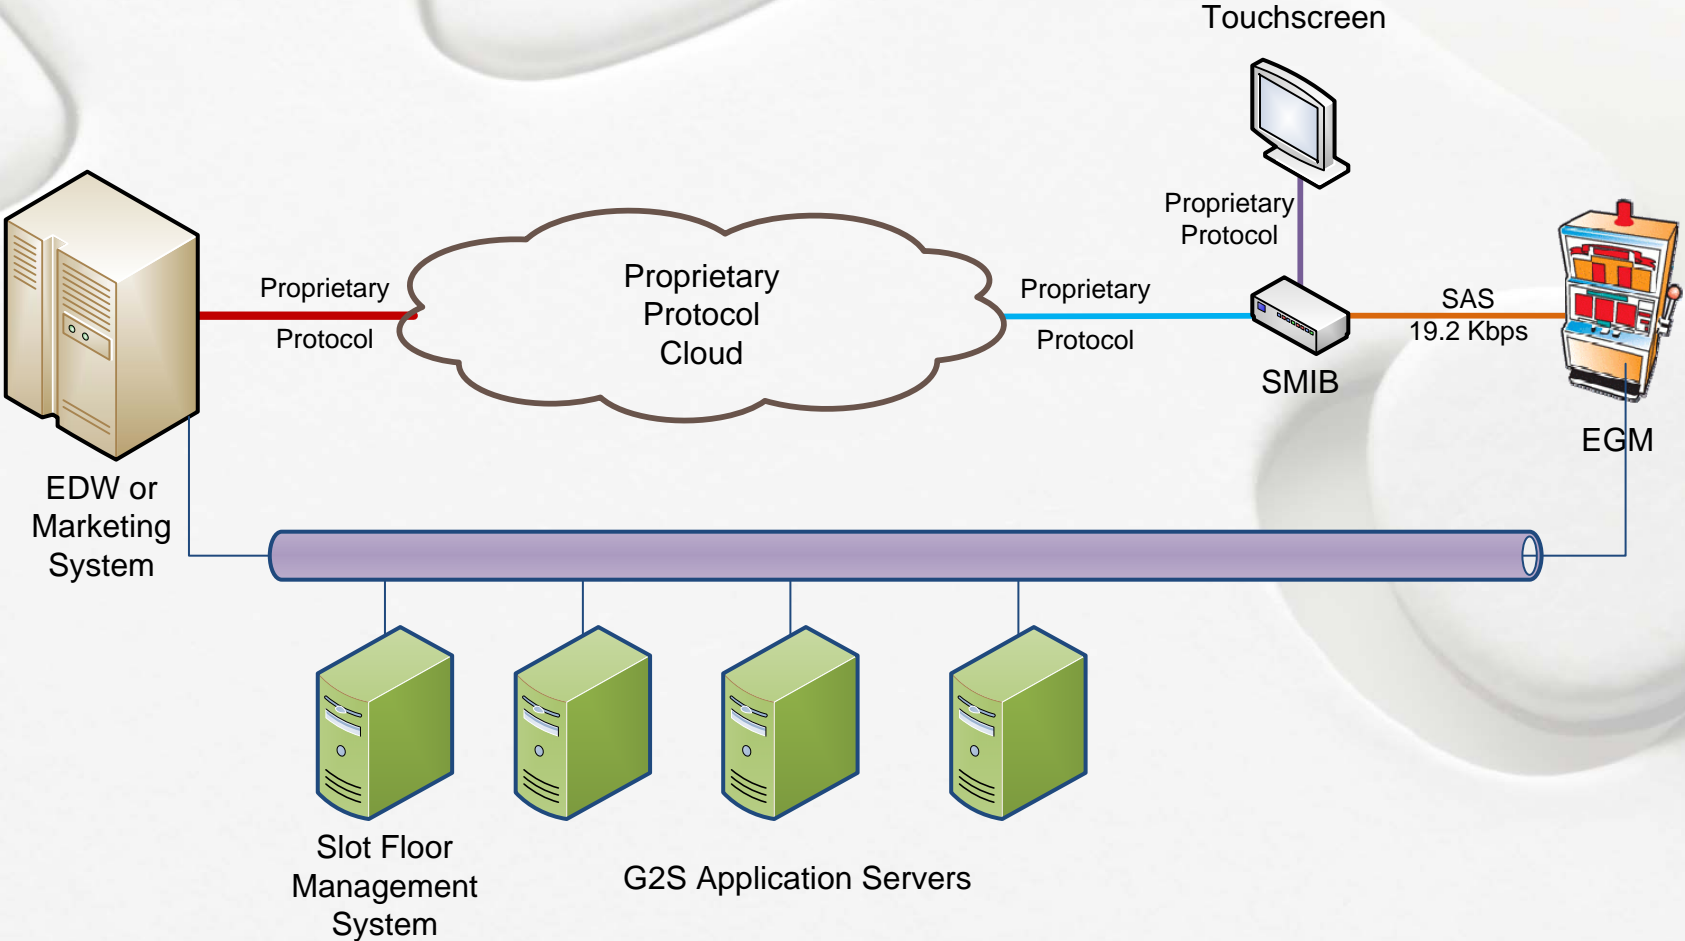 Touchscreen
Proprietary
Protocol
Proprietary
Protocol
Proprietary
Protocol
Cloud
Proprietary
Protocol
SAS
19.2 Kbps
SMIB
EGM
EDW or
Marketing
System
Slot Floor
Management
System
G2S Application Servers